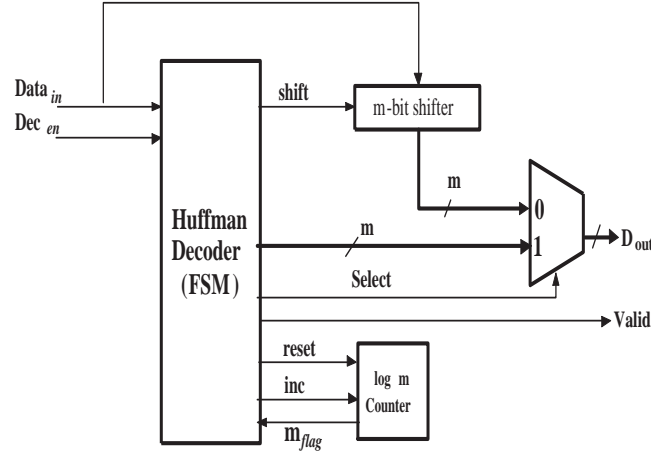 Data in
shift
m-bit shifter
Dec en
m
0
Huffman
Decoder
(FSM)
m
1
D out
Select
Valid
reset
log m
Counter
inc
m flag